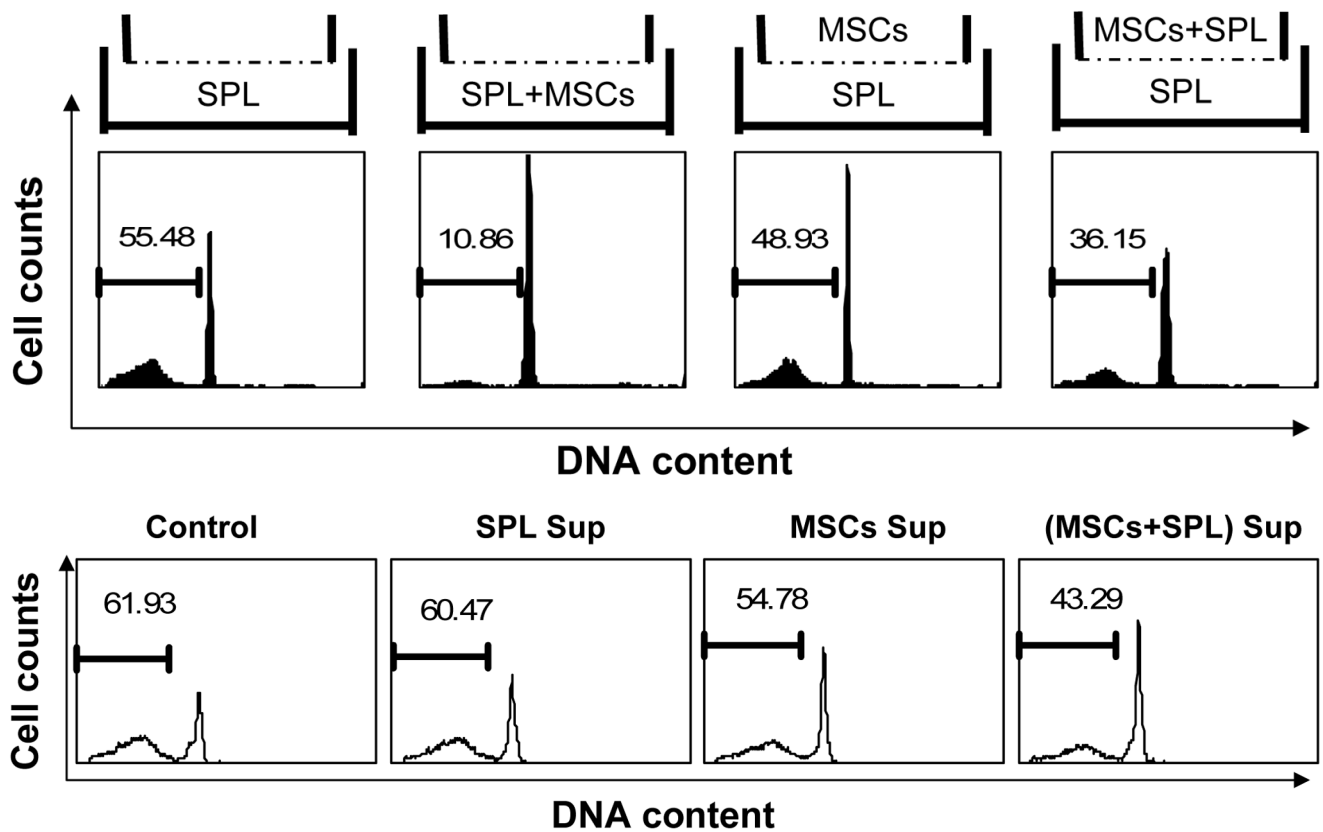 MSCs MSCs+SPL
SPL SPL+MSCs SPL SPL
55.48 10.86 48.93 36.15
Cell counts
DNA content
Control SPL Sup MSCs Sup (MSCs+SPL) Sup
61.93 60.47 54.78 43.29
Cell counts
DNA content